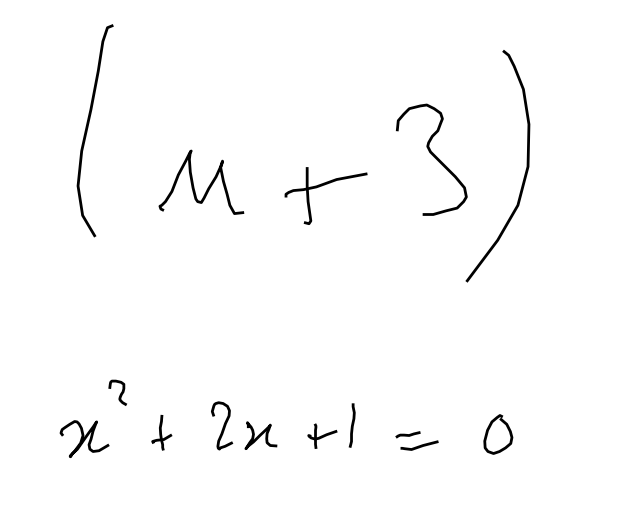 (μ + 3)
x² + 2x + 1 = 0